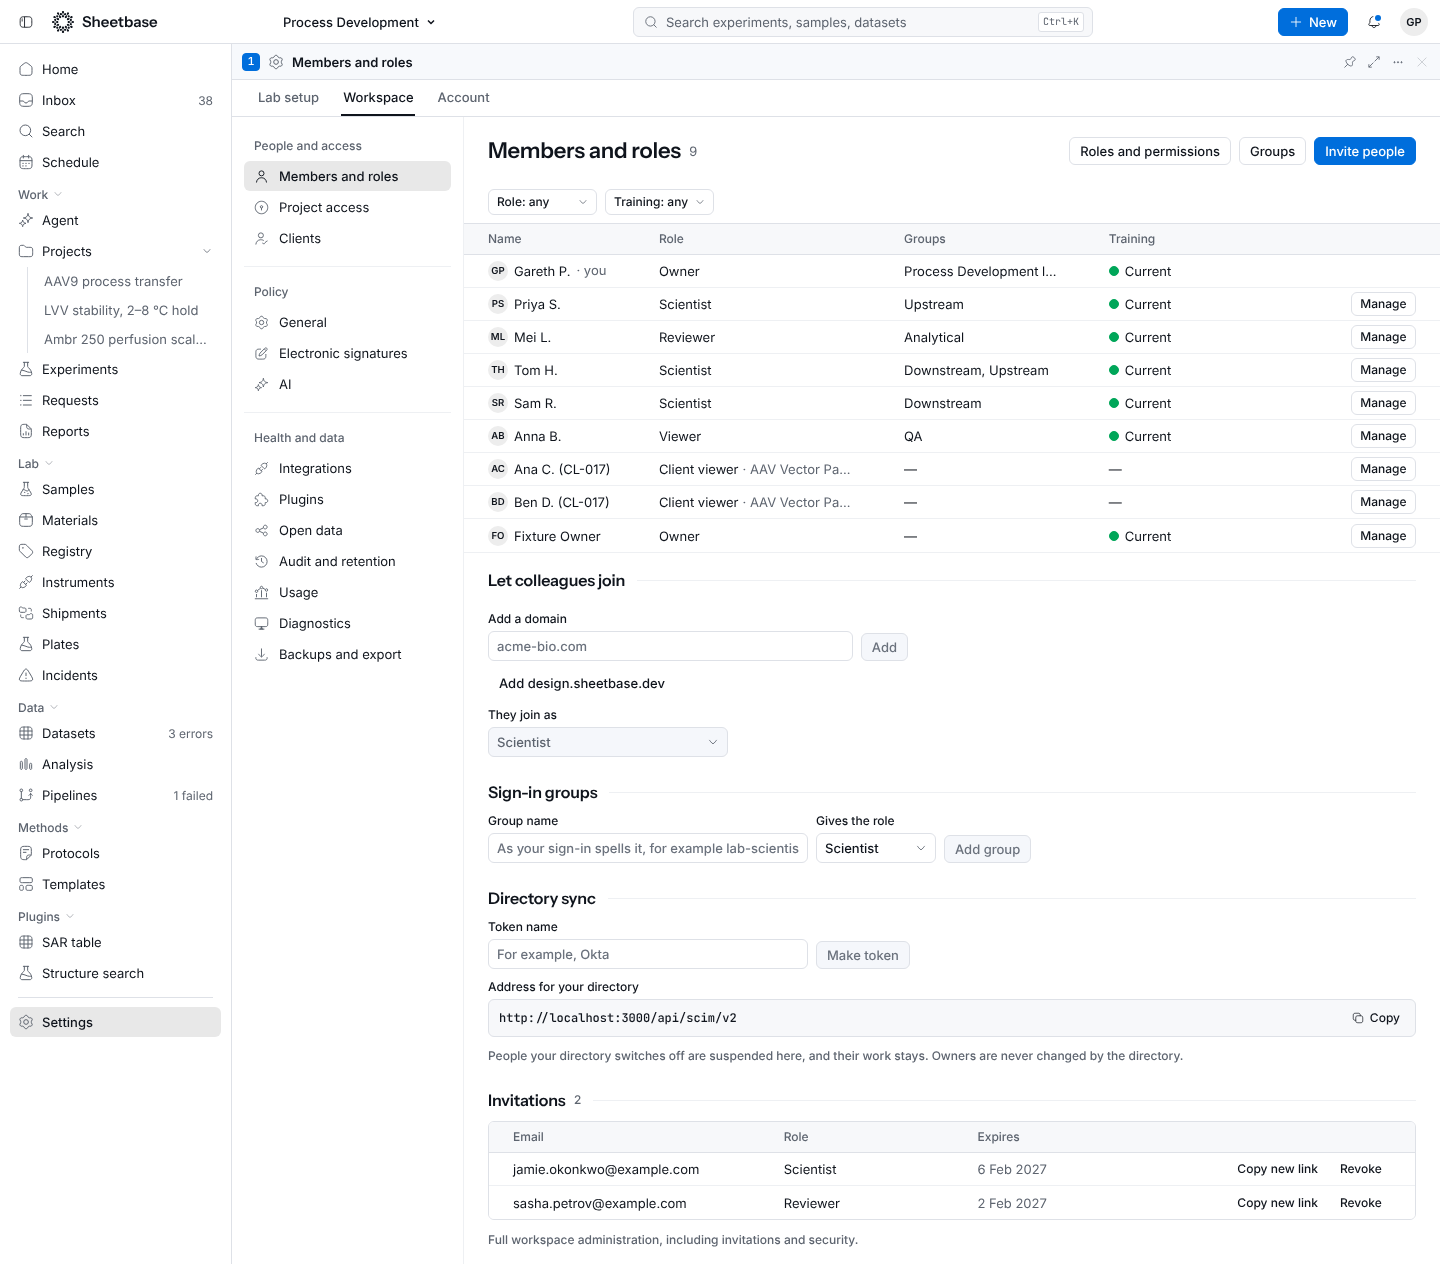 Sheetbase
Process Development
Search experiments, samples, datasets
Ctrl+K
New
GP
Home
Inbox 38
Search
Schedule
Work
Agent
Projects
AAV9 process transfer
LVV stability, 2–8 °C hold
Ambr 250 perfusion scal...
Experiments
Requests
Reports
Lab
Samples
Materials
Registry
Instruments
Shipments
Plates
Incidents
Data
Datasets 3 errors
Analysis
Pipelines 1 failed
Methods
Protocols
Templates
Plugins
SAR table
Structure search
Settings
1 Members and roles
Lab setup Workspace Account
People and access
Members and roles
Project access
Clients
Policy
General
Electronic signatures
AI
Health and data
Integrations
Plugins
Open data
Audit and retention
Usage
Diagnostics
Backups and export
Members and roles 9
Roles and permissions
Groups
Invite people
Role: any
Training: any
Name Role Groups Training
GP Gareth P. · you Owner Process Development l... Current
PS Priya S. Scientist Upstream Current Manage
ML Mei L. Reviewer Analytical Current Manage
TH Tom H. Scientist Downstream, Upstream Current Manage
SR Sam R. Scientist Downstream Current Manage
AB Anna B. Viewer QA Current Manage
AC Ana C. (CL-017) Client viewer · AAV Vector Pa... — — Manage
BD Ben D. (CL-017) Client viewer · AAV Vector Pa... — — Manage
FO Fixture Owner Owner — Current Manage
Let colleagues join
Add a domain
acme-bio.com Add
Add design.sheetbase.dev
They join as
Scientist
Sign-in groups
Group name Gives the role
As your sign-in spells it, for example lab-scientis Scientist Add group
Directory sync
Token name
For example, Okta Make token
Address for your directory
http://localhost:3000/api/scim/v2 Copy
People your directory switches off are suspended here, and their work stays. Owners are never changed by the directory.
Invitations 2
Email Role Expires
jamie.okonkwo@example.com Scientist 6 Feb 2027 Copy new link Revoke
sasha.petrov@example.com Reviewer 2 Feb 2027 Copy new link Revoke
Full workspace administration, including invitations and security.